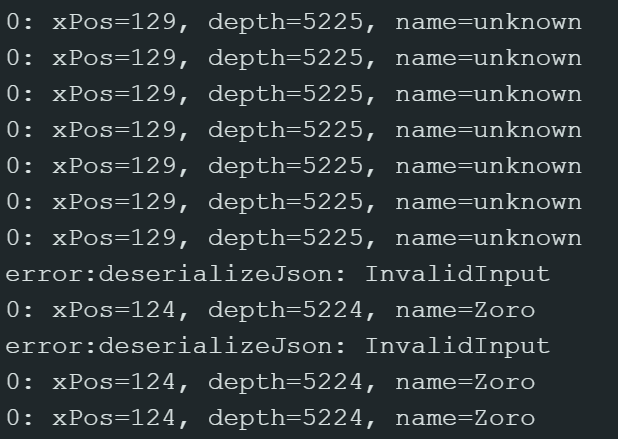 0: xPos=129, depth=5225, name=unknown
0: xPos=129, depth=5225, name=unknown
0: xPos=129, depth=5225, name=unknown
0: xPos=129, depth=5225, name=unknown
0: xPos=129, depth=5225, name=unknown
0: xPos=129, depth=5225, name=unknown
0: xPos=129, depth=5225, name=unknown
error:deserializeJson: InvalidInput
0: xPos=124, depth=5224, name=Zoro
error:deserializeJson: InvalidInput
0: xPos=124, depth=5224, name=Zoro
0: xPos=124, depth=5224, name=Zoro